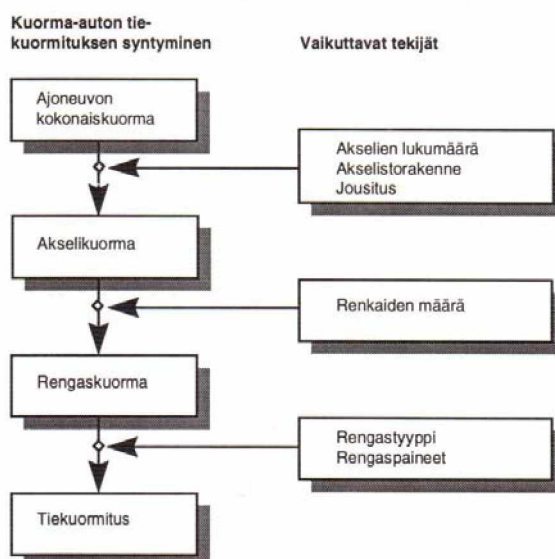 Kuorma-auton tie-
kuormituksen syntyminen
Vaikuttavat tekijät
Ajoneuvon
kokonaiskuorma
Akselien lukumäärä
Akselistorakenne
Jousitus
Akselikuorma
Renkaiden määrä
Rengaskuorma
Rengastyyppi
Rengaspaineet
Tiekuormitus